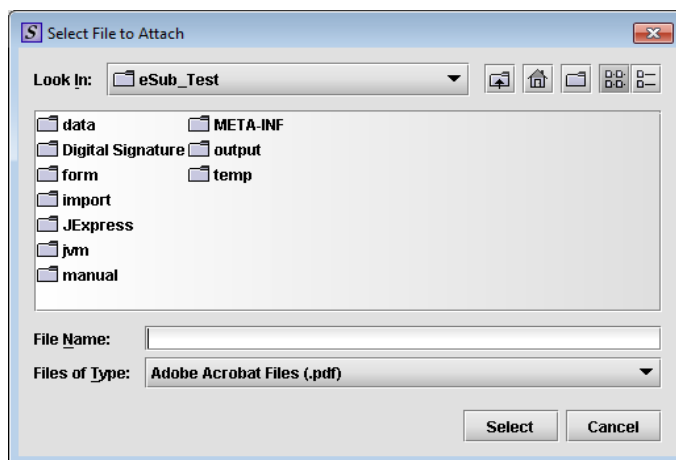 S Select File to Attach
Look In: eSub_Test
data META-INF
Digital Signature output
form temp
import
JExpress
jvm
manual
File Name:
Files of Type: Adobe Acrobat Files (.pdf)
Select Cancel